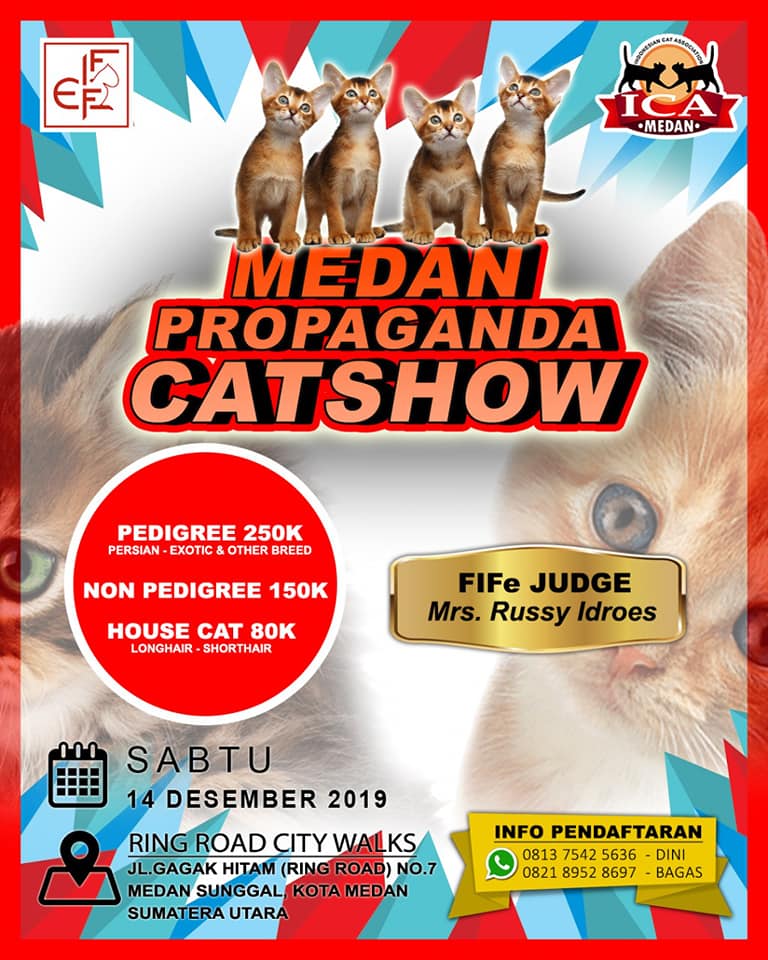 FIFe
INDONESIAN CAT ASSOCIATION
ICA
•MEDAN•
MEDAN
PROPAGANDA
CATSHOW
PEDIGREE 250K
PERSIAN - EXOTIC & OTHER BREED
NON PEDIGREE 150K
HOUSE CAT 80K
LONGHAIR - SHORTHAIR
FIFe JUDGE
Mrs. Russy Idroes
SABTU
14 DESEMBER 2019
RING ROAD CITY WALKS
JL.GAGAK HITAM (RING ROAD) NO.7
MEDAN SUNGGAL, KOTA MEDAN
SUMATERA UTARA
INFO PENDAFTARAN
0813 7542 5636 - DINI
0821 8952 8697 - BAGAS